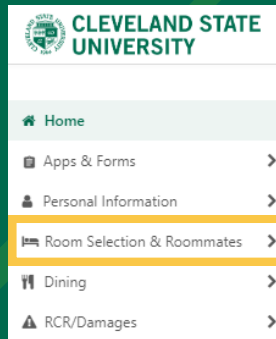 CLEVELAND STATE
UNIVERSITY
Home
Apps & Forms
Personal Information
Room Selection & Roommates
Dining
RCR/Damages